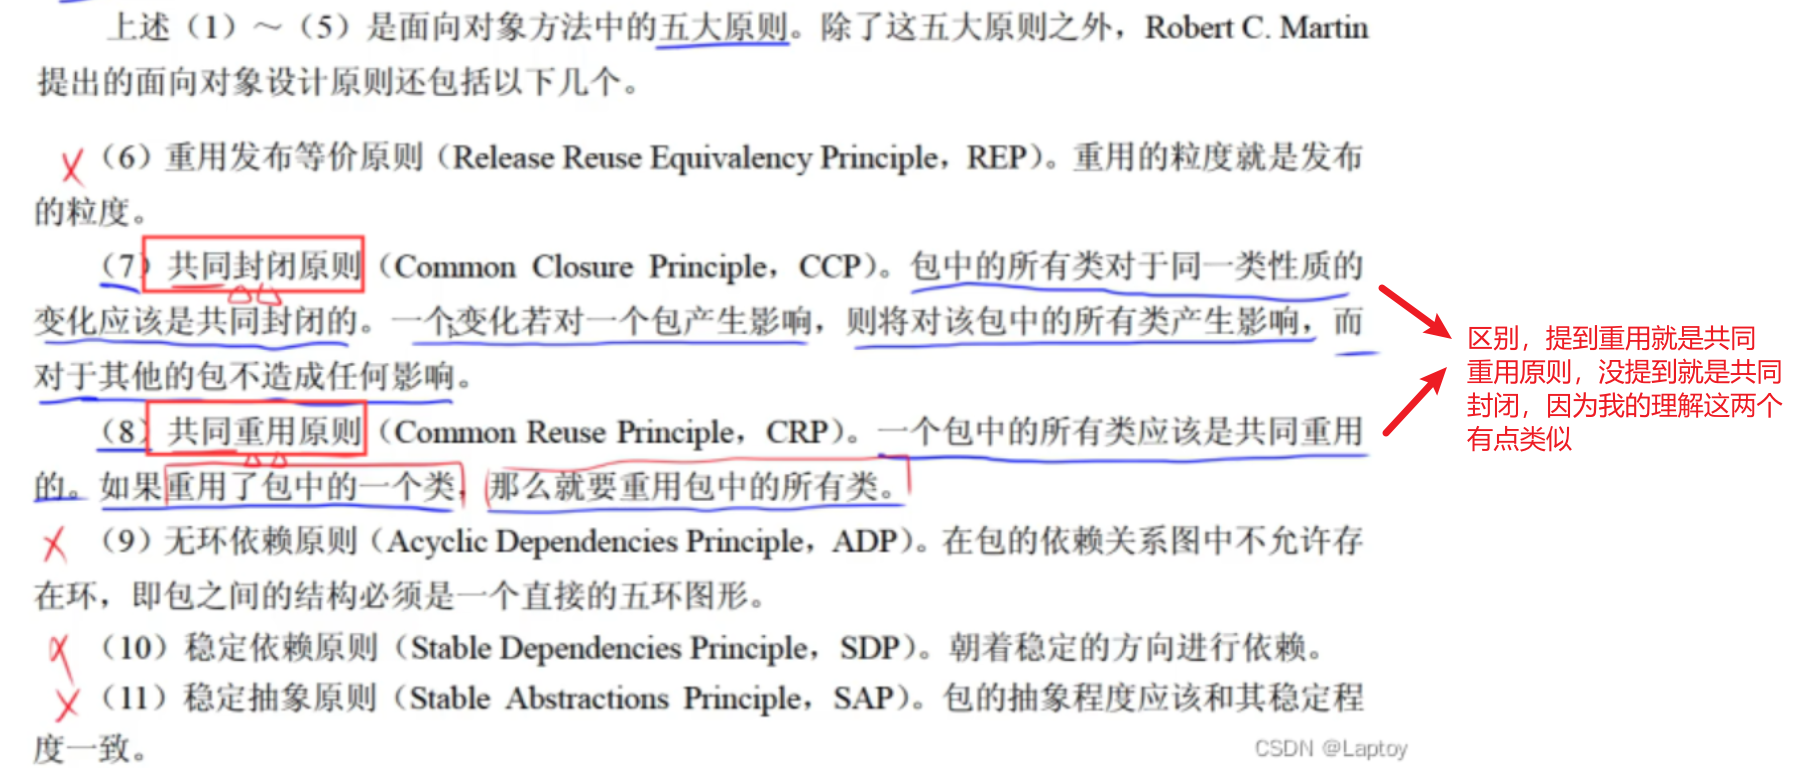 上述（1）～（5）是面向对象方法中的五大原则。除了这五大原则之外，Robert C. Martin
提出的面向对象设计原则还包括以下几个。
（6）重用发布等价原则（Release Reuse Equivalency Principle，REP）。重用的粒度就是发布
的粒度。
（7）共同封闭原则（Common Closure Principle，CCP）。包中的所有类对于同一类性质的
变化应该是共同封闭的。一个变化若对一个包产生影响，则将对该包中的所有类产生影响，而
对于其他的包不造成任何影响。
（8）共同重用原则（Common Reuse Principle，CRP）。一个包中的所有类应该是共同重用
的。如果重用了包中的一个类，那么就要重用包中的所有类。
（9）无环依赖原则（Acyclic Dependencies Principle，ADP）。在包的依赖关系图中不允许存
在环，即包之间的结构必须是一个直接的五环图形。
（10）稳定依赖原则（Stable Dependencies Principle，SDP）。朝着稳定的方向进行依赖。
（11）稳定抽象原则（Stable Abstractions Principle，SAP）。包的抽象程度应该和其稳定程
度一致。
区别，提到重用就是共同
重用原则，没提到就是共同
封闭，因为我的理解这两个
有点类似
CSDN @Laptoy